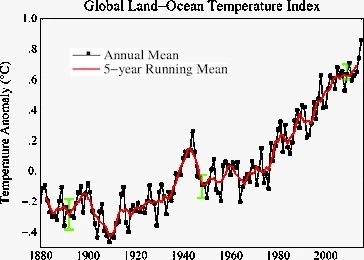 Global Land−Ocean Temperature Index
1.0
.8
.6
.4
.2
0.
−.2
−.4
Temperature Anomaly (°C)
Annual Mean
5−year Running Mean
1880 1900 1920 1940 1960 1980 2000